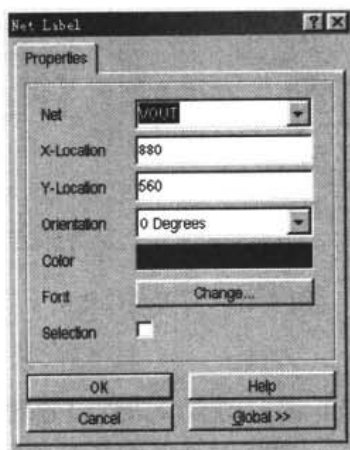 Net Label
Properties
Net VOUT
X-Location 880
Y-Location 560
Orientation 0 Degrees
Color
Font Change...
Selection
OK Help
Cancel Global >>